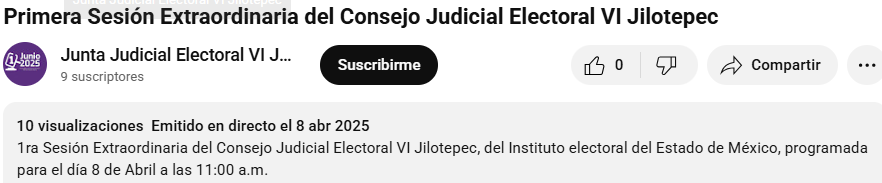 Primera Sesión Extraordinaria del Consejo Judicial Electoral VI Jilotepec
Junio
2025
Junta Judicial Electoral VI J...
9 suscriptores
Suscribirme
0
Compartir
10 visualizaciones Emitido en directo el 8 abr 2025
1ra Sesión Extraordinaria del Consejo Judicial Electoral VI Jilotepec, del Instituto electoral del Estado de México, programada
para el día 8 de Abril a las 11:00 a.m.